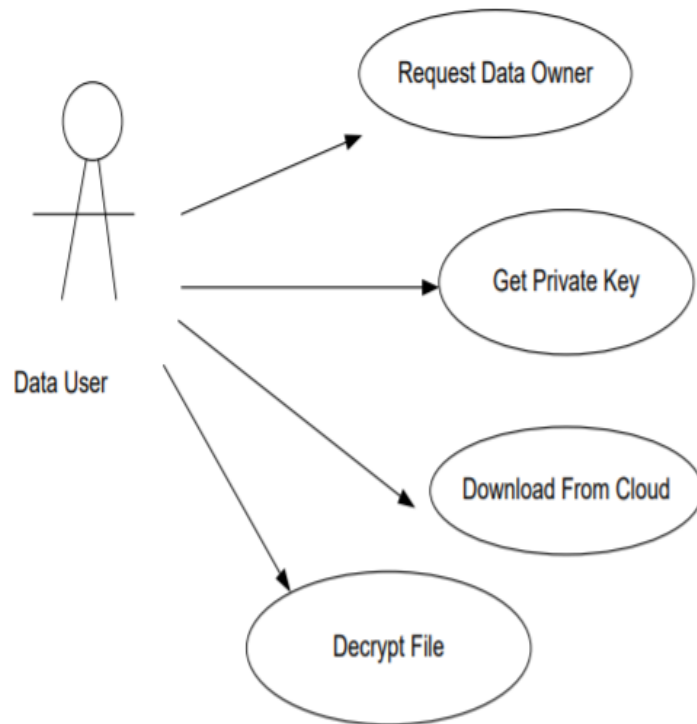 Request Data Owner
Get Private Key
Data User
Download From Cloud
Decrypt File